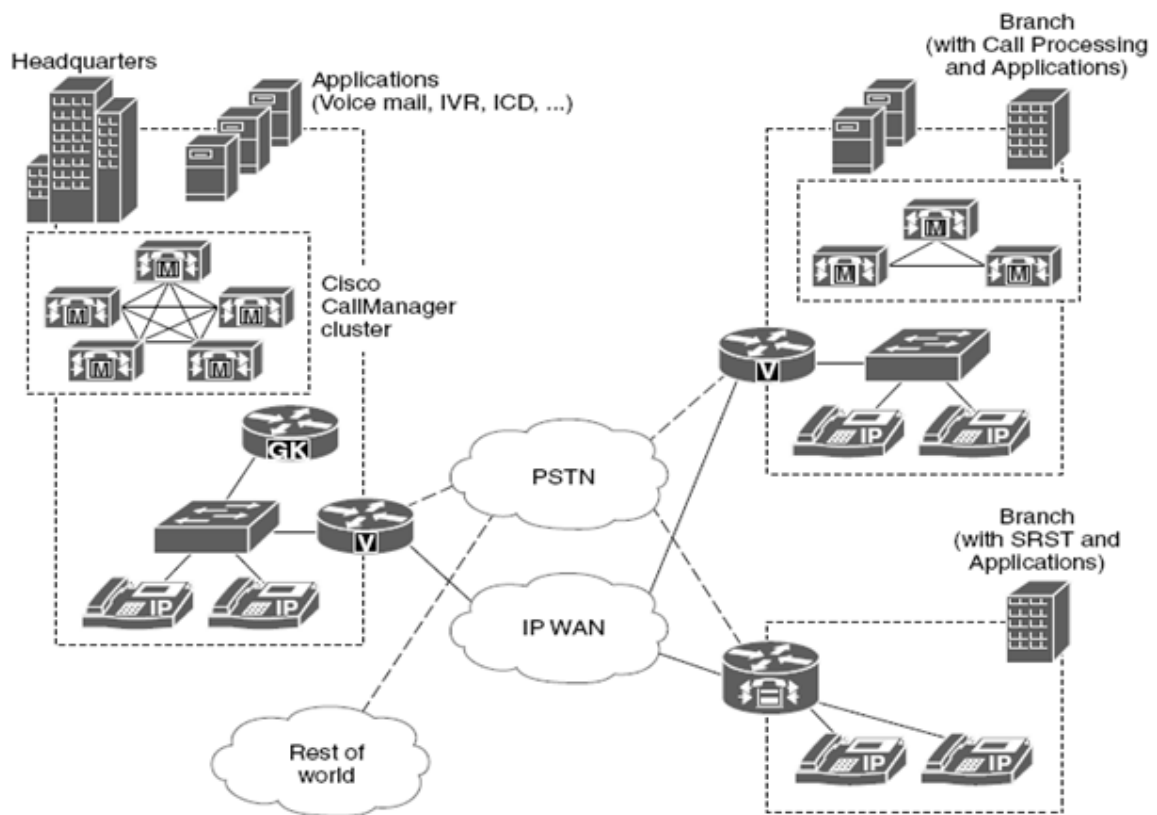 Headquarters
Applications
(Voice mail, IVR, ICD, ...)
M
M
M
M
M
Cisco
CallManager
cluster
GK
V
IP
IP
PSTN
IP WAN
Rest of
world
Branch
(with Call Processing
and Applications)
M
M
M
V
IP
IP
Branch
(with SRST and
Applications)
IP
IP